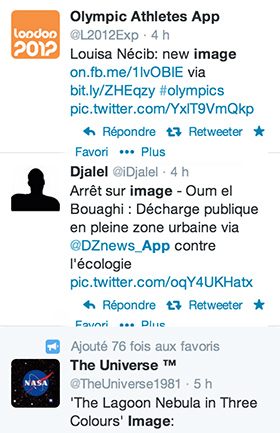 Olympic Athletes App
london
2012
@L2012Exp · 4 h
Louisa Nécib: new image
on.fb.me/1lvOBlE via
bit.ly/ZHEqzy #olympics
pic.twitter.com/YxlT9VmQkp
Répondre Retweeter
Favori ••• Plus
Djalel @iDjalel · 4 h
Arrêt sur image - Oum el
Bouaghi : Décharge publique
en pleine zone urbaine via
@DZnews_App contre
l'écologie
pic.twitter.com/oqY4UKHatx
Répondre Retweeter
Favori ••• Plus
Ajouté 76 fois aux favoris
The Universe ™
NASA
@TheUniverse1981 · 5 h
'The Lagoon Nebula in Three
Colours' Image: